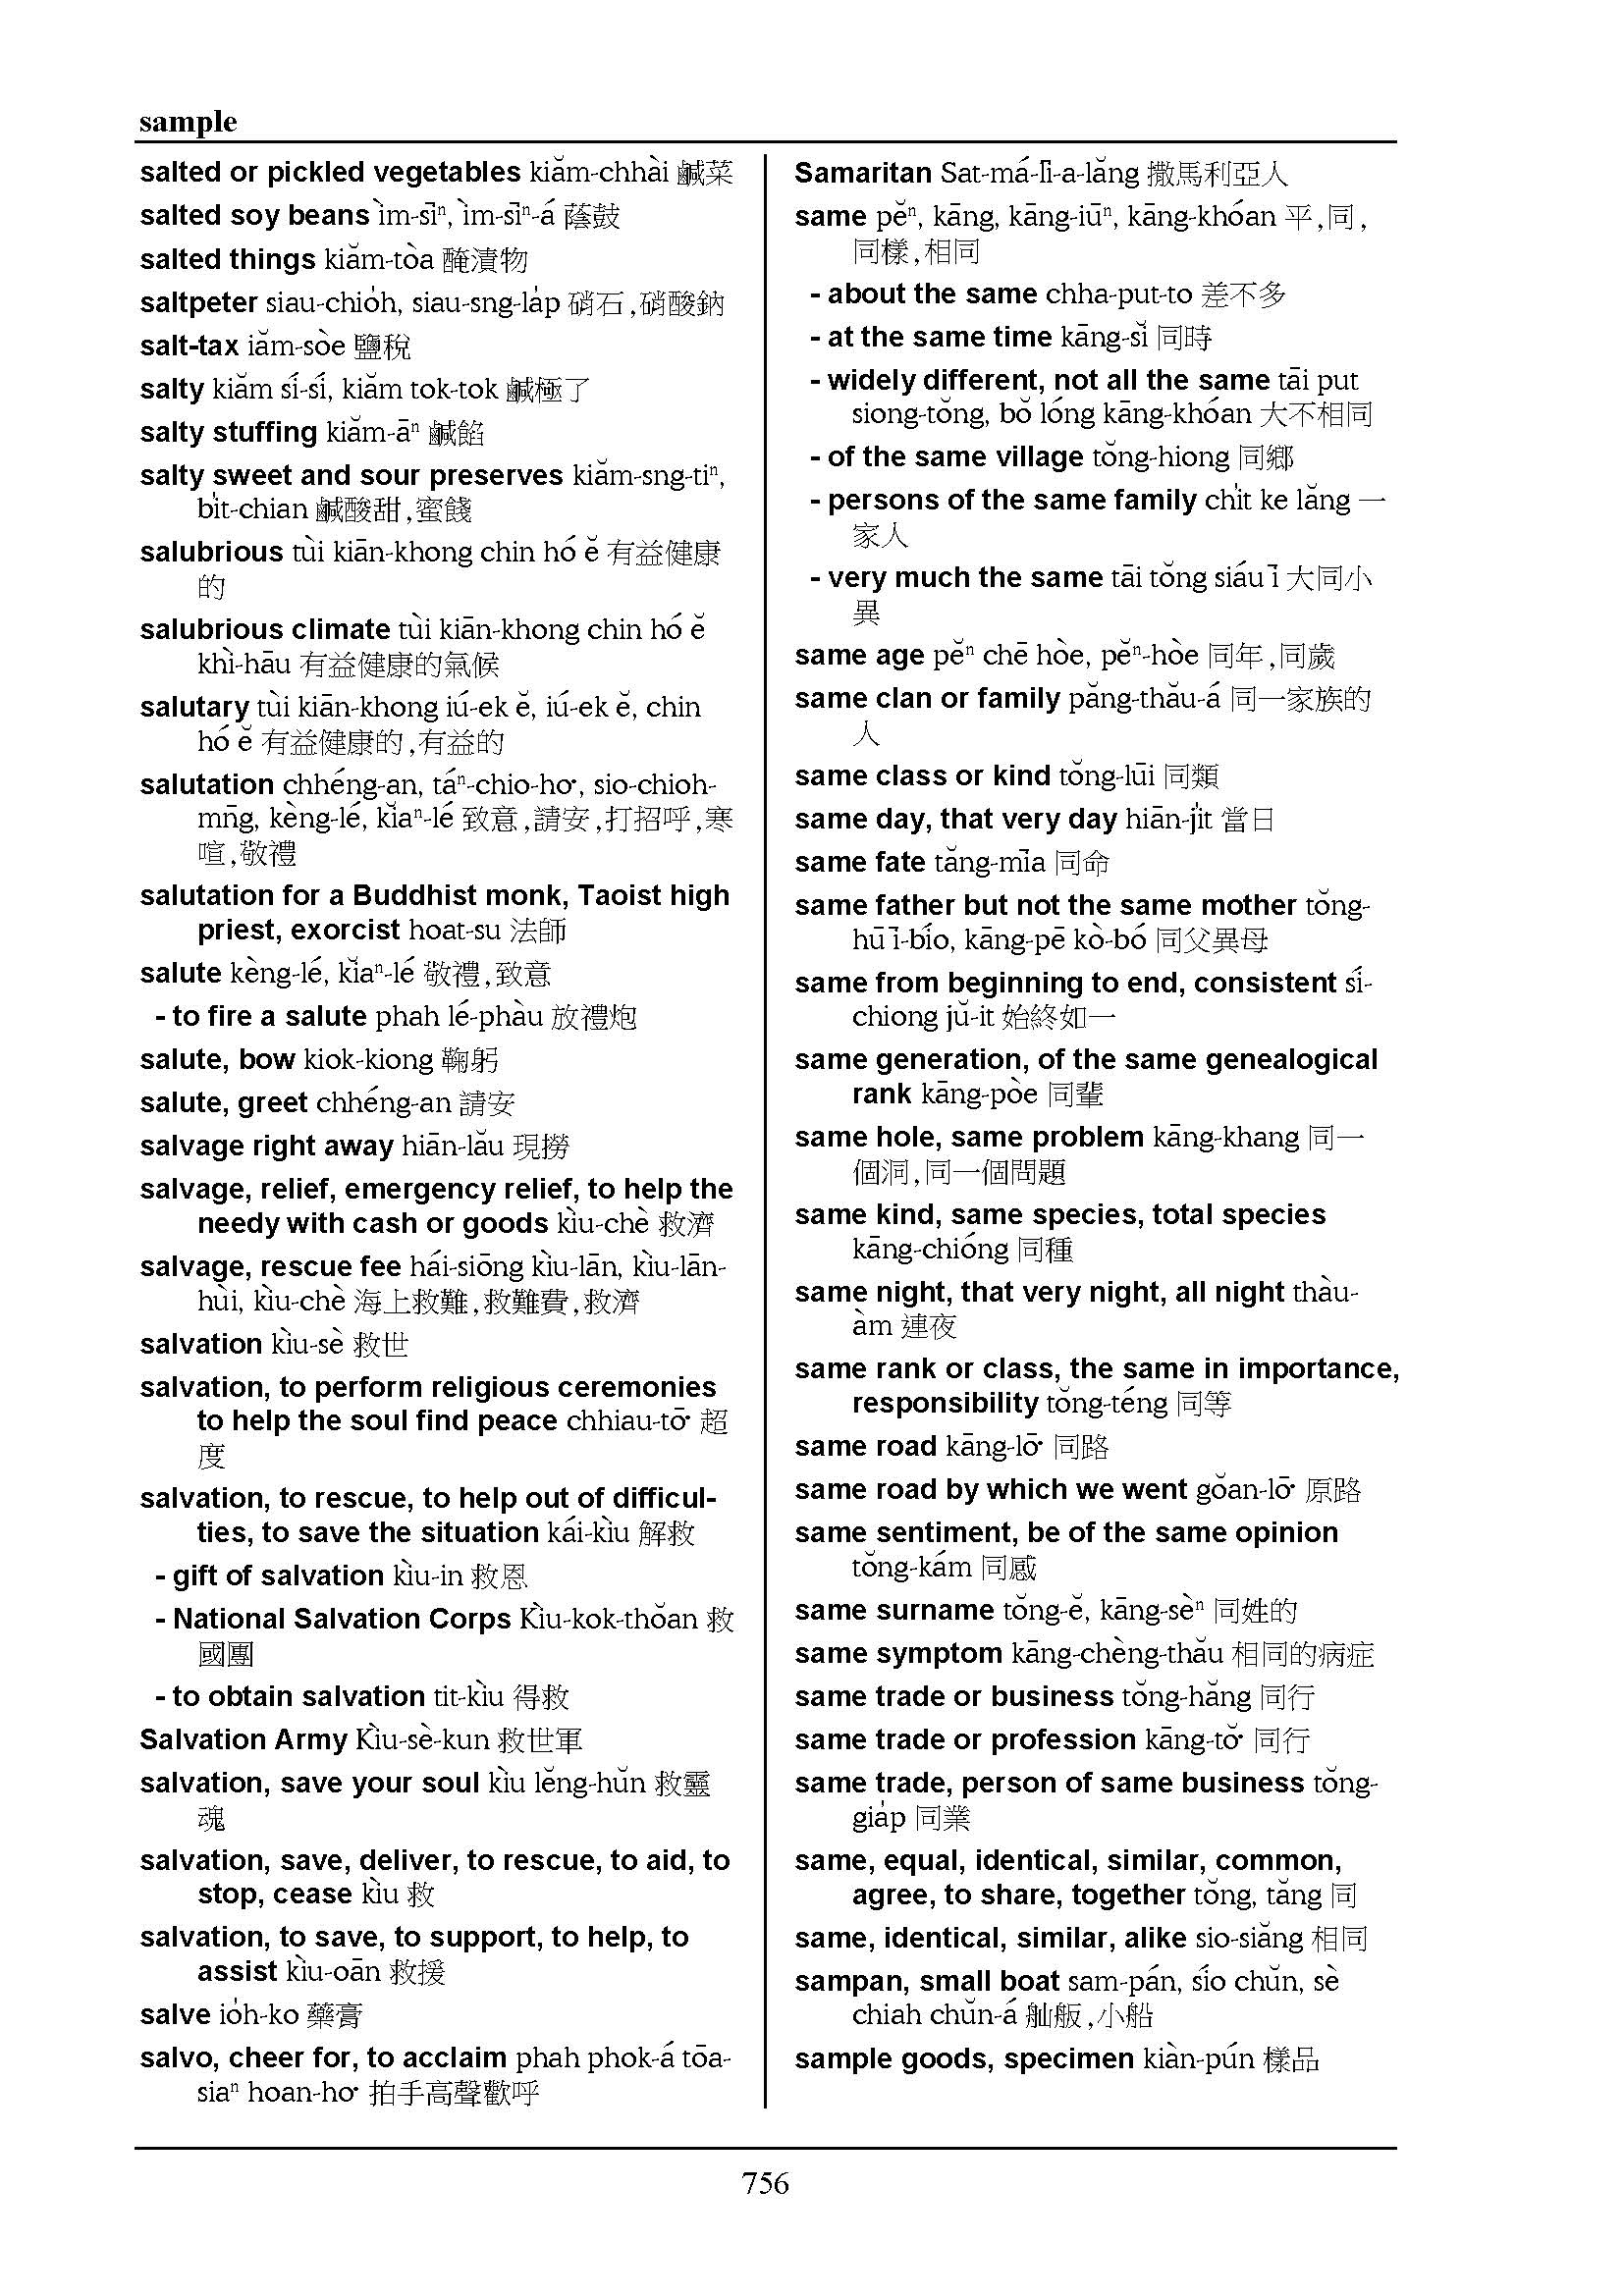 sample
salted or pickled vegetables kiăm-chhài 鹹菜
salted soy beans ìm-sīⁿ, ìm-sīⁿ-á 蔭鼓
salted things kiăm-tòa 醃漬物
saltpeter siau-chio̍h, siau-sng-la̍p 硝石,硝酸鈉
salt-tax iăm-sòe 鹽稅
salty kiăm sí-sí, kiăm tok-tok 鹹極了
salty stuffing kiăm-āⁿ 鹹餡
salty sweet and sour preserves kiăm-sng-tiⁿ,
bi̍t-chian 鹹酸甜,蜜餞
salubrious tùi kiān-khong chin hó ĕ 有益健康
的
salubrious climate tùi kiān-khong chin hó ĕ
khì-hāu 有益健康的氣候
salutary tùi kiān-khong iú-ek ĕ, iú-ek ĕ, chin
hó ĕ 有益健康的,有益的
salutation chhéng-an, táⁿ-chio-ho͘, sio-chioh-
mn̄g, kèng-lé, kĭaⁿ-lé 致意,請安,打招呼,寒
喧,敬禮
salutation for a Buddhist monk, Taoist high
priest, exorcist hoat-su 法師
salute kèng-lé, kĭaⁿ-lé 敬禮,致意
- to fire a salute phah lé-phàu 放禮炮
salute, bow kiok-kiong 鞠躬
salute, greet chhéng-an 請安
salvage right away hiān-lău 現撈
salvage, relief, emergency relief, to help the
needy with cash or goods kìu-chè 救濟
salvage, rescue fee hái-siōng kìu-lān, kìu-lān-
hùi, kìu-chè 海上救難,救難費,救濟
salvation kìu-sè 救世
salvation, to perform religious ceremonies
to help the soul find peace chhiau-tō͘ 超
度
salvation, to rescue, to help out of difficul-
ties, to save the situation kái-kìu 解救
- gift of salvation kìu-in 救恩
- National Salvation Corps Kìu-kok-thŏan 救
國團
- to obtain salvation tit-kìu 得救
Salvation Army Kìu-sè-kun 救世軍
salvation, save your soul kìu lĕng-hŭn 救靈
魂
salvation, save, deliver, to rescue, to aid, to
stop, cease kìu 救
salvation, to save, to support, to help, to
assist kìu-oān 救援
salve io̍h-ko 藥膏
salvo, cheer for, to acclaim phah phok-á tōa-
siaⁿ hoan-ho͘ 拍手高聲歡呼
Samaritan Sat-má-lī-a-lăng 撒馬利亞人
same pĕⁿ, kāng, kāng-iūⁿ, kāng-khóan 平,同,
同樣,相同
- about the same chha-put-to 差不多
- at the same time kāng-sĭ 同時
- widely different, not all the same tāi put
siong-tŏng, bŏ lóng kāng-khóan 大不相同
- of the same village tŏng-hiong 同鄉
- persons of the same family chi̍t ke lăng 一
家人
- very much the same tāi tŏng siáu ī 大同小
異
same age pĕⁿ chē hòe, pĕⁿ-hòe 同年,同歲
same clan or family păng-thău-á 同一家族的
人
same class or kind tŏng-lūi 同類
same day, that very day hiān-ji̍t 當日
same fate tăng-mīa 同命
same father but not the same mother tŏng-
hū ī-bío, kāng-pē kò-bó 同父異母
same from beginning to end, consistent sí-
chiong jŭ-it 始終如一
same generation, of the same genealogical
rank kāng-pòe 同輩
same hole, same problem kāng-khang 同一
個洞,同一個問題
same kind, same species, total species
kāng-chióng 同種
same night, that very night, all night thàu-
àm 連夜
same rank or class, the same in importance,
responsibility tŏng-téng 同等
same road kāng-lō͘ 同路
same road by which we went gŏan-lō͘ 原路
same sentiment, be of the same opinion
tŏng-kám 同感
same surname tŏng-ĕ, kāng-sèⁿ 同姓的
same symptom kāng-chèng-thău 相同的病症
same trade or business tŏng-hăng 同行
same trade or profession kāng-tŏ͘ 同行
same trade, person of same business tŏng-
gia̍p 同業
same, equal, identical, similar, common,
agree, to share, together tŏng, tăng 同
same, identical, similar, alike sio-siăng 相同
sampan, small boat sam-pán, sío chŭn, sè
chiah chŭn-á 舢舨,小船
sample goods, specimen kiàn-pún 樣品
756